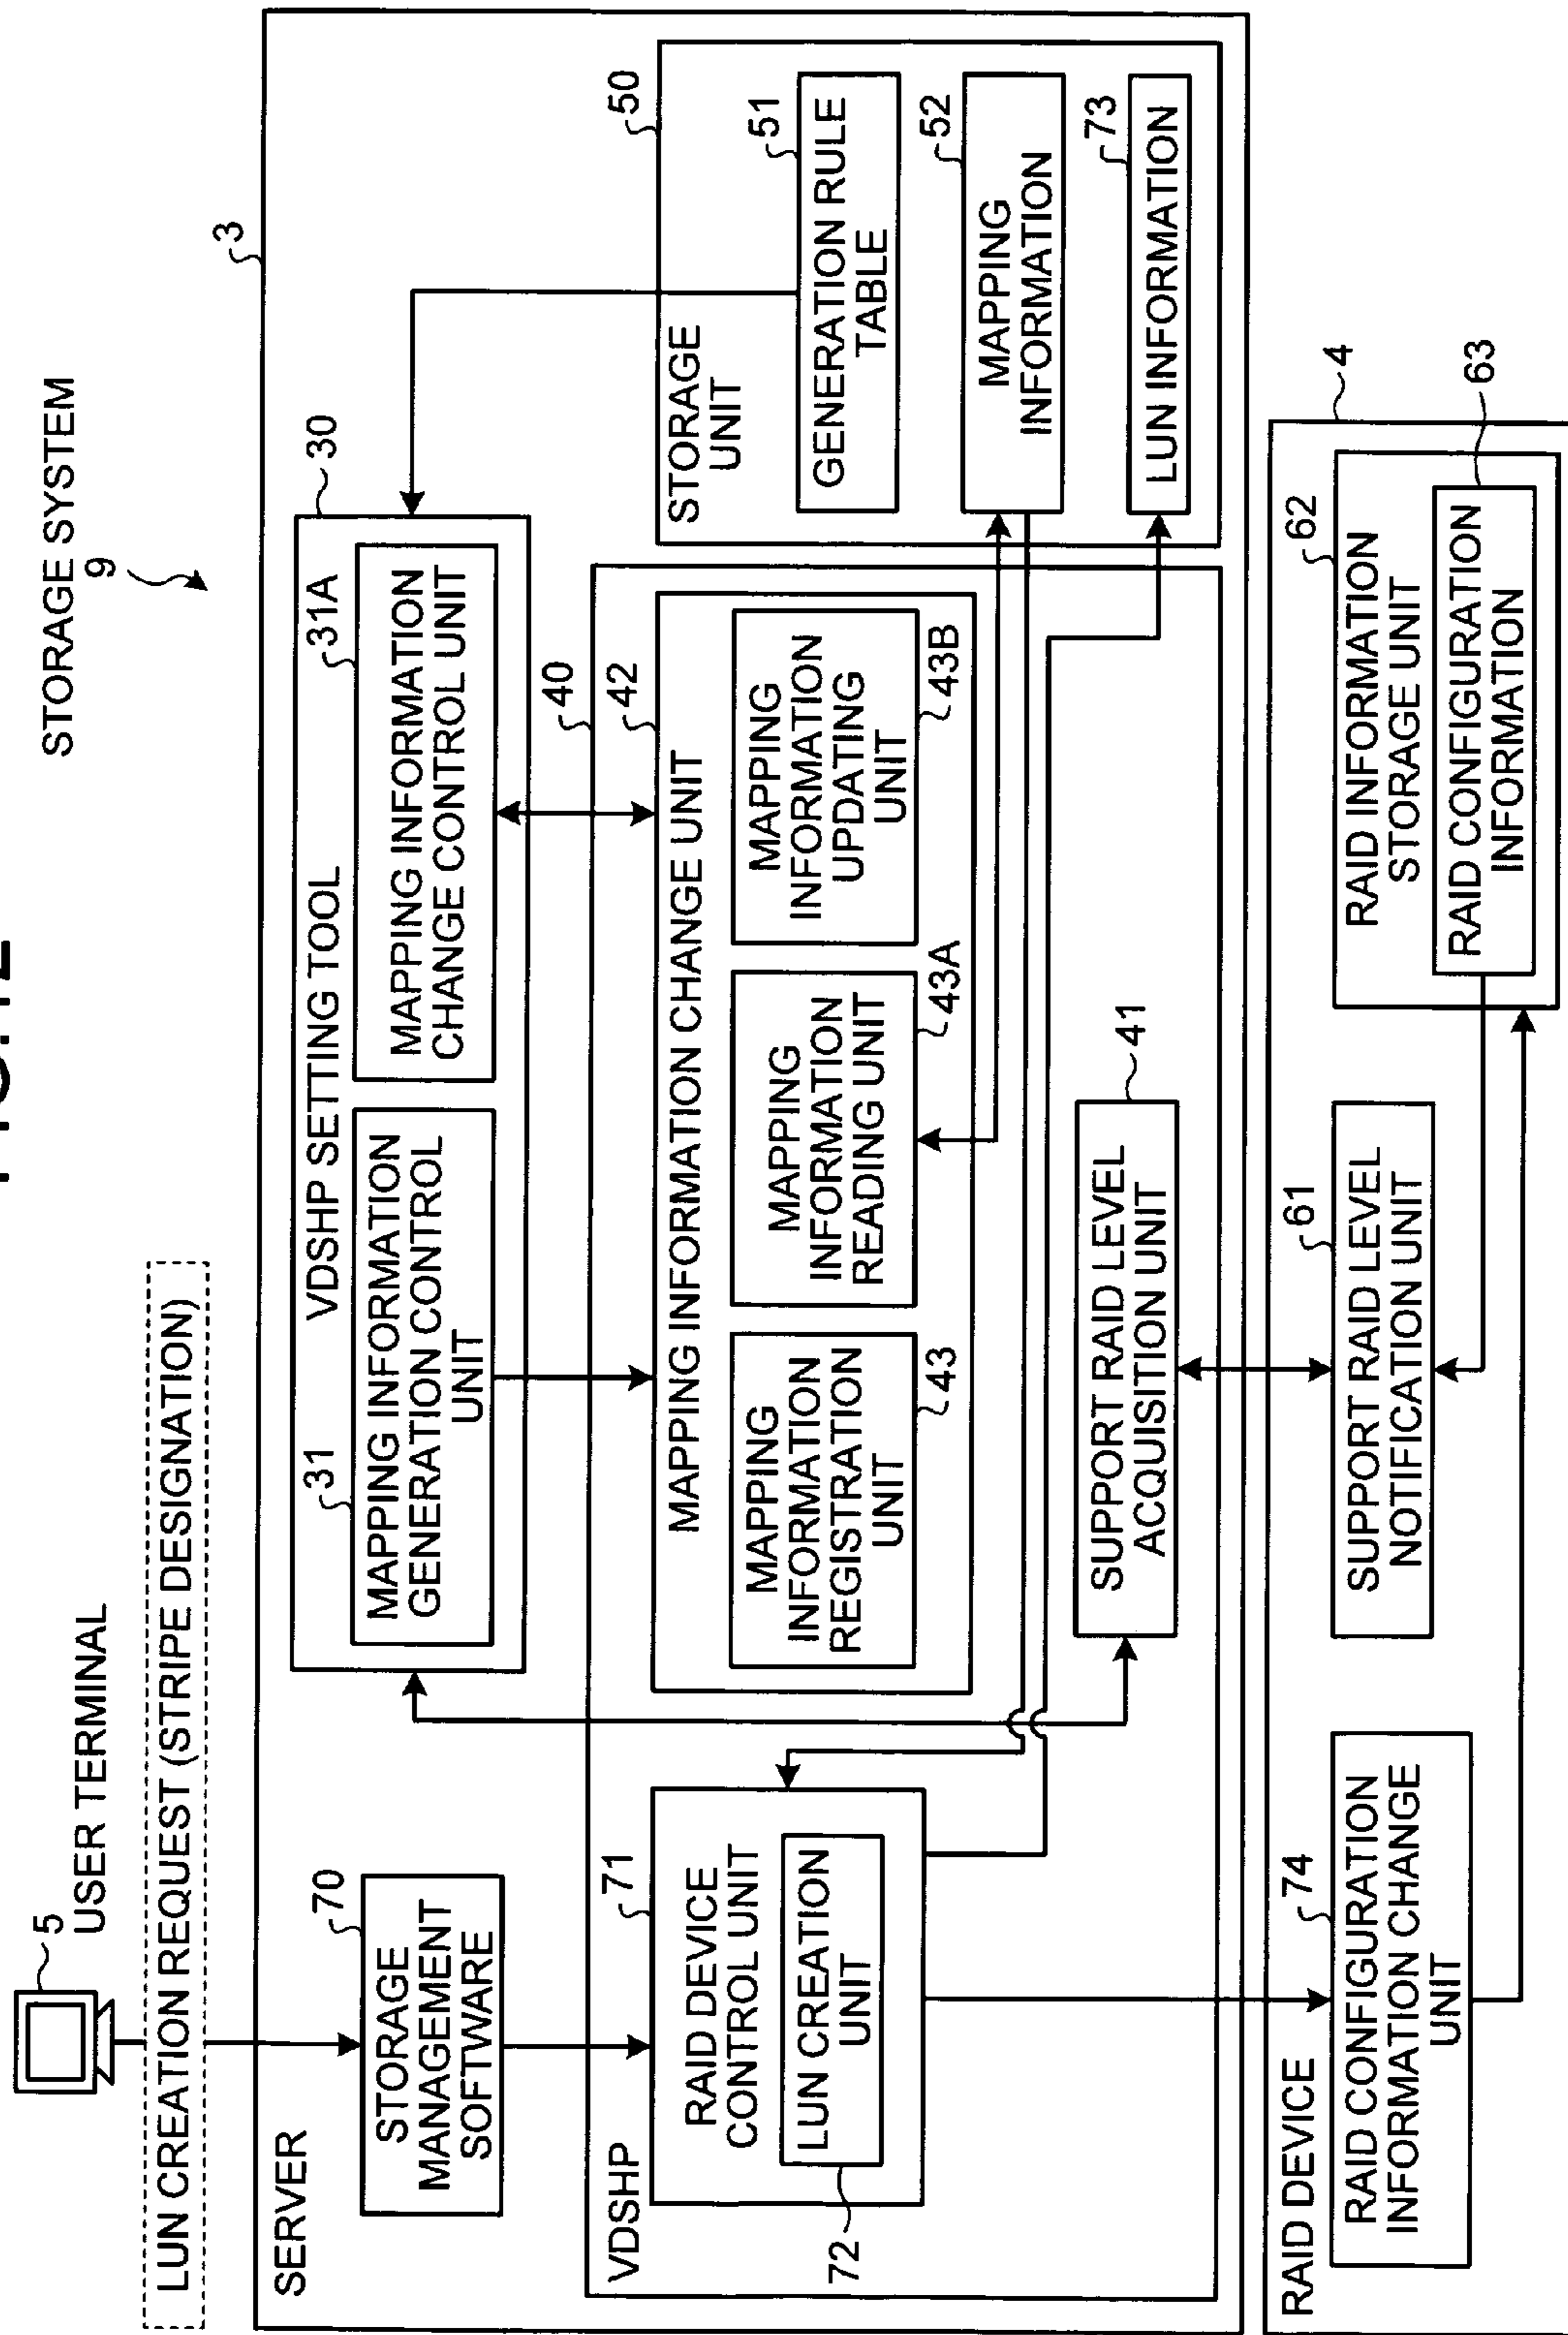 STORAGE SYSTEM
9
5
USER TERMINAL
LUN CREATION REQUEST (STRIPE DESIGNATION)
3
SERVER
70
STORAGE
MANAGEMENT
SOFTWARE
30
VDSHP SETTING TOOL
31
MAPPING INFORMATION
GENERATION CONTROL
UNIT
31A
MAPPING INFORMATION
CHANGE CONTROL UNIT
40
VDSHP
71
RAID DEVICE
CONTROL UNIT
LUN CREATION
UNIT
72
42
MAPPING INFORMATION CHANGE UNIT
MAPPING
INFORMATION
REGISTRATION
UNIT
43
MAPPING
INFORMATION
READING UNIT
43A
MAPPING
INFORMATION
UPDATING
UNIT
43B
41
SUPPORT RAID LEVEL
ACQUISITION UNIT
50
STORAGE
UNIT
51
GENERATION RULE
TABLE
52
MAPPING
INFORMATION
73
LUN INFORMATION
4
RAID DEVICE
74
RAID CONFIGURATION
INFORMATION CHANGE
UNIT
61
SUPPORT RAID LEVEL
NOTIFICATION UNIT
62
RAID INFORMATION
STORAGE UNIT
63
RAID CONFIGURATION
INFORMATION